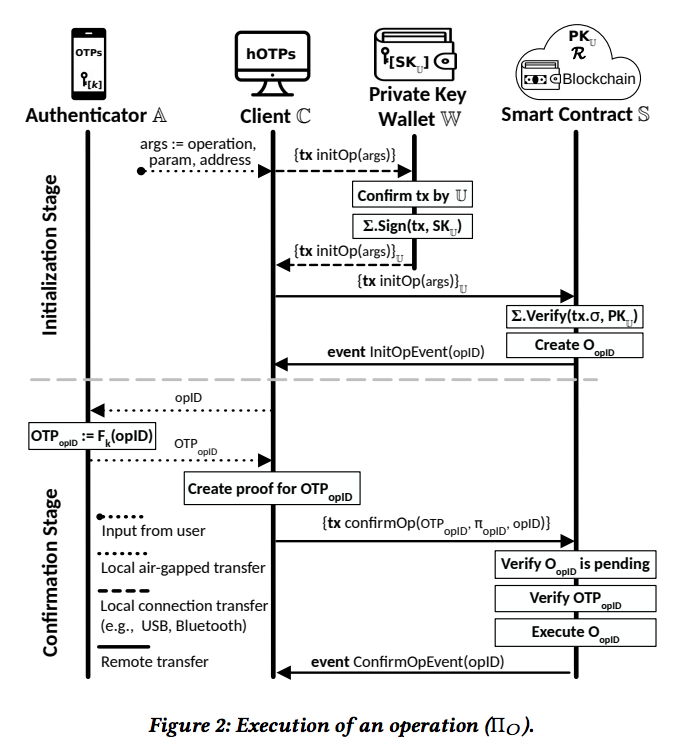 OTPs
[k]
hOTPs
[SK𝕌]
PK𝕌
𝓡
Blockchain
Authenticator 𝔸
Client ℂ
Private Key
Wallet 𝕎
Smart Contract 𝕊
Initialization Stage
args := operation,
param, address
{tx initOp(args)}
Confirm tx by 𝕌
Σ.Sign(tx, SK𝕌)
{tx initOp(args)}𝕌
{tx initOp(args)}𝕌
Σ.Verify(tx.σ, PK𝕌)
Create OopID
event InitOpEvent(opID)
Confirmation Stage
opID
OTPopID := Fk(opID)
OTPopID
Create proof for OTPopID
{tx confirmOp(OTPopID, πopID, opID)}
Verify OopID is pending
Verify OTPopID
Execute OopID
event ConfirmOpEvent(opID)
Input from user
Local air-gapped transfer
Local connection transfer
(e.g., USB, Bluetooth)
Remote transfer
Figure 2: Execution of an operation (ΠO).